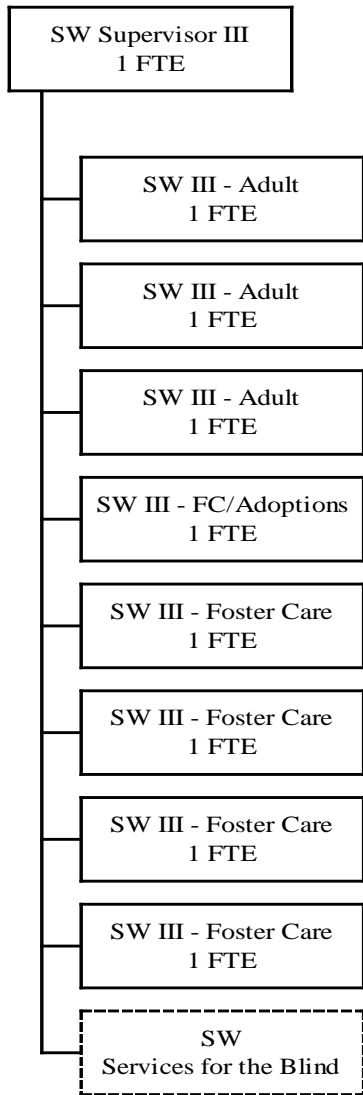 SW Supervisor III
1 FTE
SW III - Adult
1 FTE
SW III - Adult
1 FTE
SW III - Adult
1 FTE
SW III - FC/Adoptions
1 FTE
SW III - Foster Care
1 FTE
SW III - Foster Care
1 FTE
SW III - Foster Care
1 FTE
SW III - Foster Care
1 FTE
SW
Services for the Blind